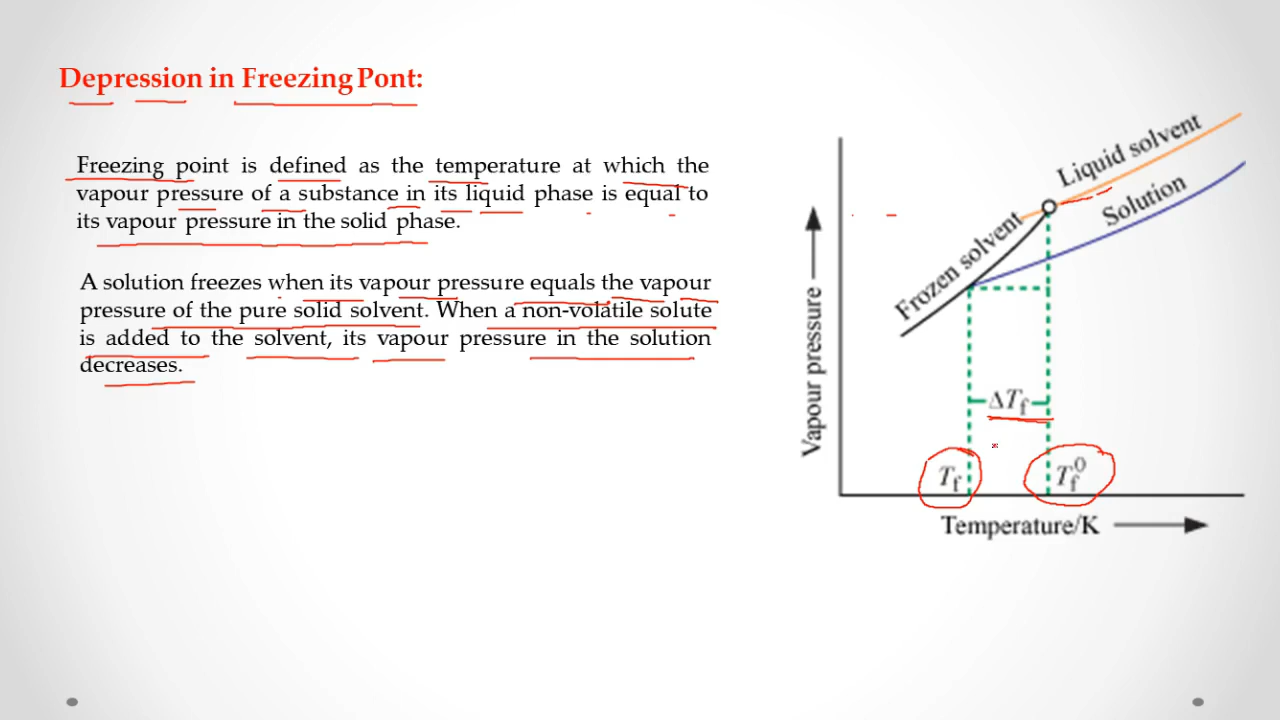 Depression in Freezing Pont:
Freezing point is defined as the temperature at which the
vapour pressure of a substance in its liquid phase is equal to
its vapour pressure in the solid phase.
A solution freezes when its vapour pressure equals the vapour
pressure of the pure solid solvent. When a non-volatile solute
is added to the solvent, its vapour pressure in the solution
decreases.
Liquid solvent
Solution
Frozen solvent
Vapour pressure
ΔTf
Tf
Tf0
Temperature/K